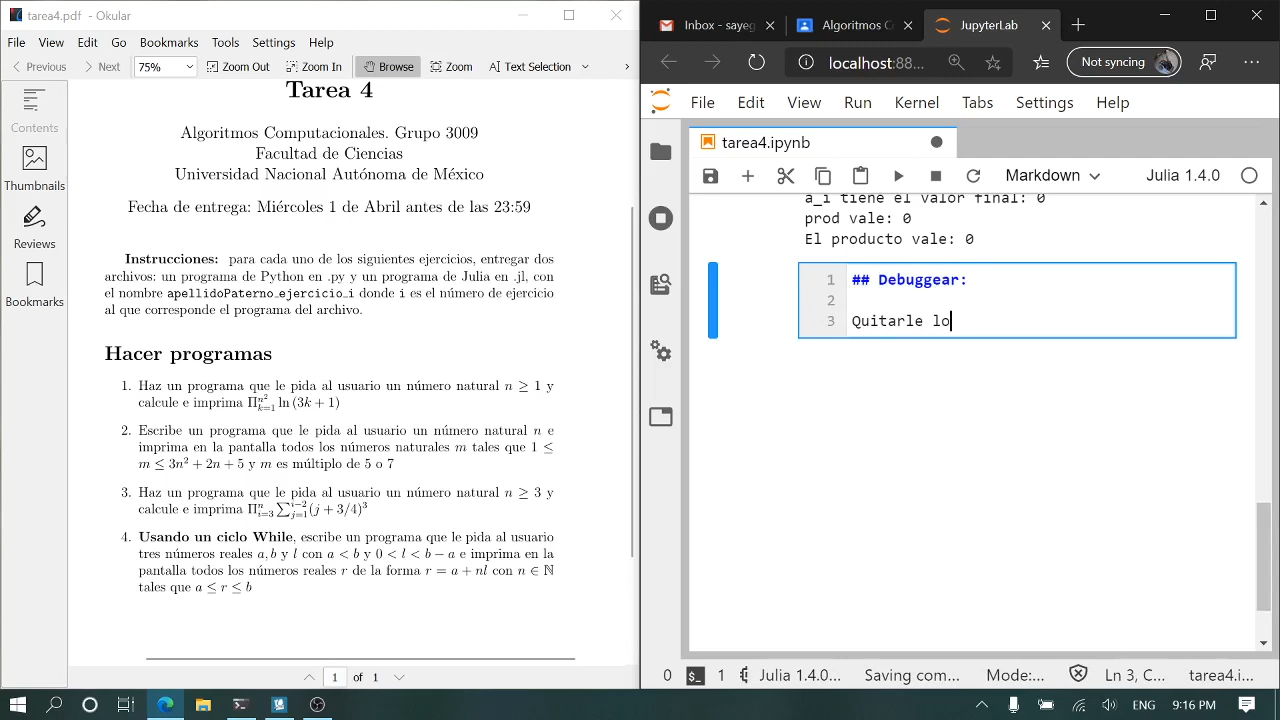 tarea4.pdf - Okular
File View Edit Go Bookmarks Tools Settings Help
Previous Next 75% Zoom Out Zoom In Browse Zoom Text Selection
Contents
Thumbnails
Reviews
Bookmarks
Tarea 4
Algoritmos Computacionales. Grupo 3009
Facultad de Ciencias
Universidad Nacional Autónoma de México
Fecha de entrega: Miércoles 1 de Abril antes de las 23:59
Instrucciones: para cada uno de los siguientes ejercicios, entregar dos
archivos: un programa de Python en .py y un programa de Julia en .jl, con
el nombre apellidoPaterno_ejercicio_i donde i es el número de ejercicio
al que corresponde el programa del archivo.
Hacer programas
1. Haz un programa que le pida al usuario un número natural n ≥ 1 y
calcule e imprima Π_{k=1}^{n^2} ln (3k + 1)
2. Escribe un programa que le pida al usuario un número natural n e
imprima en la pantalla todos los números naturales m tales que 1 ≤
m ≤ 3n² + 2n + 5 y m es múltiplo de 5 o 7
3. Haz un programa que le pida al usuario un número natural n ≥ 3 y
calcule e imprima Π_{i=3}^{n} ∑_{j=1}^{i−2} (j + 3/4)³
4. Usando un ciclo While, escribe un programa que le pida al usuario
tres números reales a, b y l con a < b y 0 < l < b − a e imprima en la
pantalla todos los números reales r de la forma r = a + nl con n ∈ ℕ
tales que a ≤ r ≤ b
1 of 1
Inbox - sayeg Algoritmos C JupyterLab
localhost:88... Not syncing
File Edit View Run Kernel Tabs Settings Help
tarea4.ipynb
Markdown Julia 1.4.0
a_i tiene el valor final: 0
prod vale: 0
El producto vale: 0
1 ## Debuggear:
2
3 Quitarle lo
0 $_ 1 Julia 1.4.0... Saving com... Mode:... Ln 3, C... tarea4.i...
9:16 PM